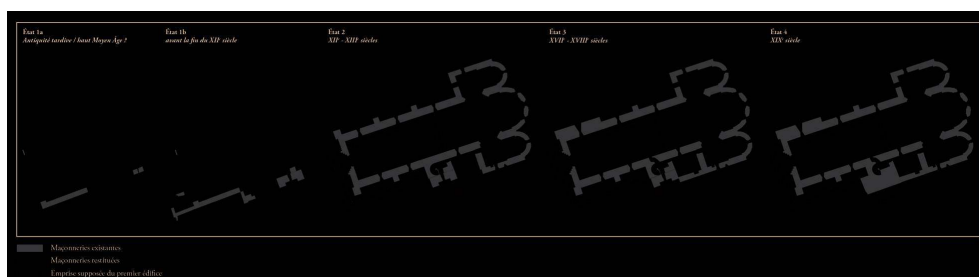 État 1a
Antiquité tardive / haut Moyen Âge ?
État 1b
avant la fin du XIIe siècle
État 2
XIIe - XIIIe siècles
État 3
XVIIe - XVIIIe siècles
État 4
XIXe siècle
Maçonneries existantes
Maçonneries restituées
Emprise supposée du premier édifice